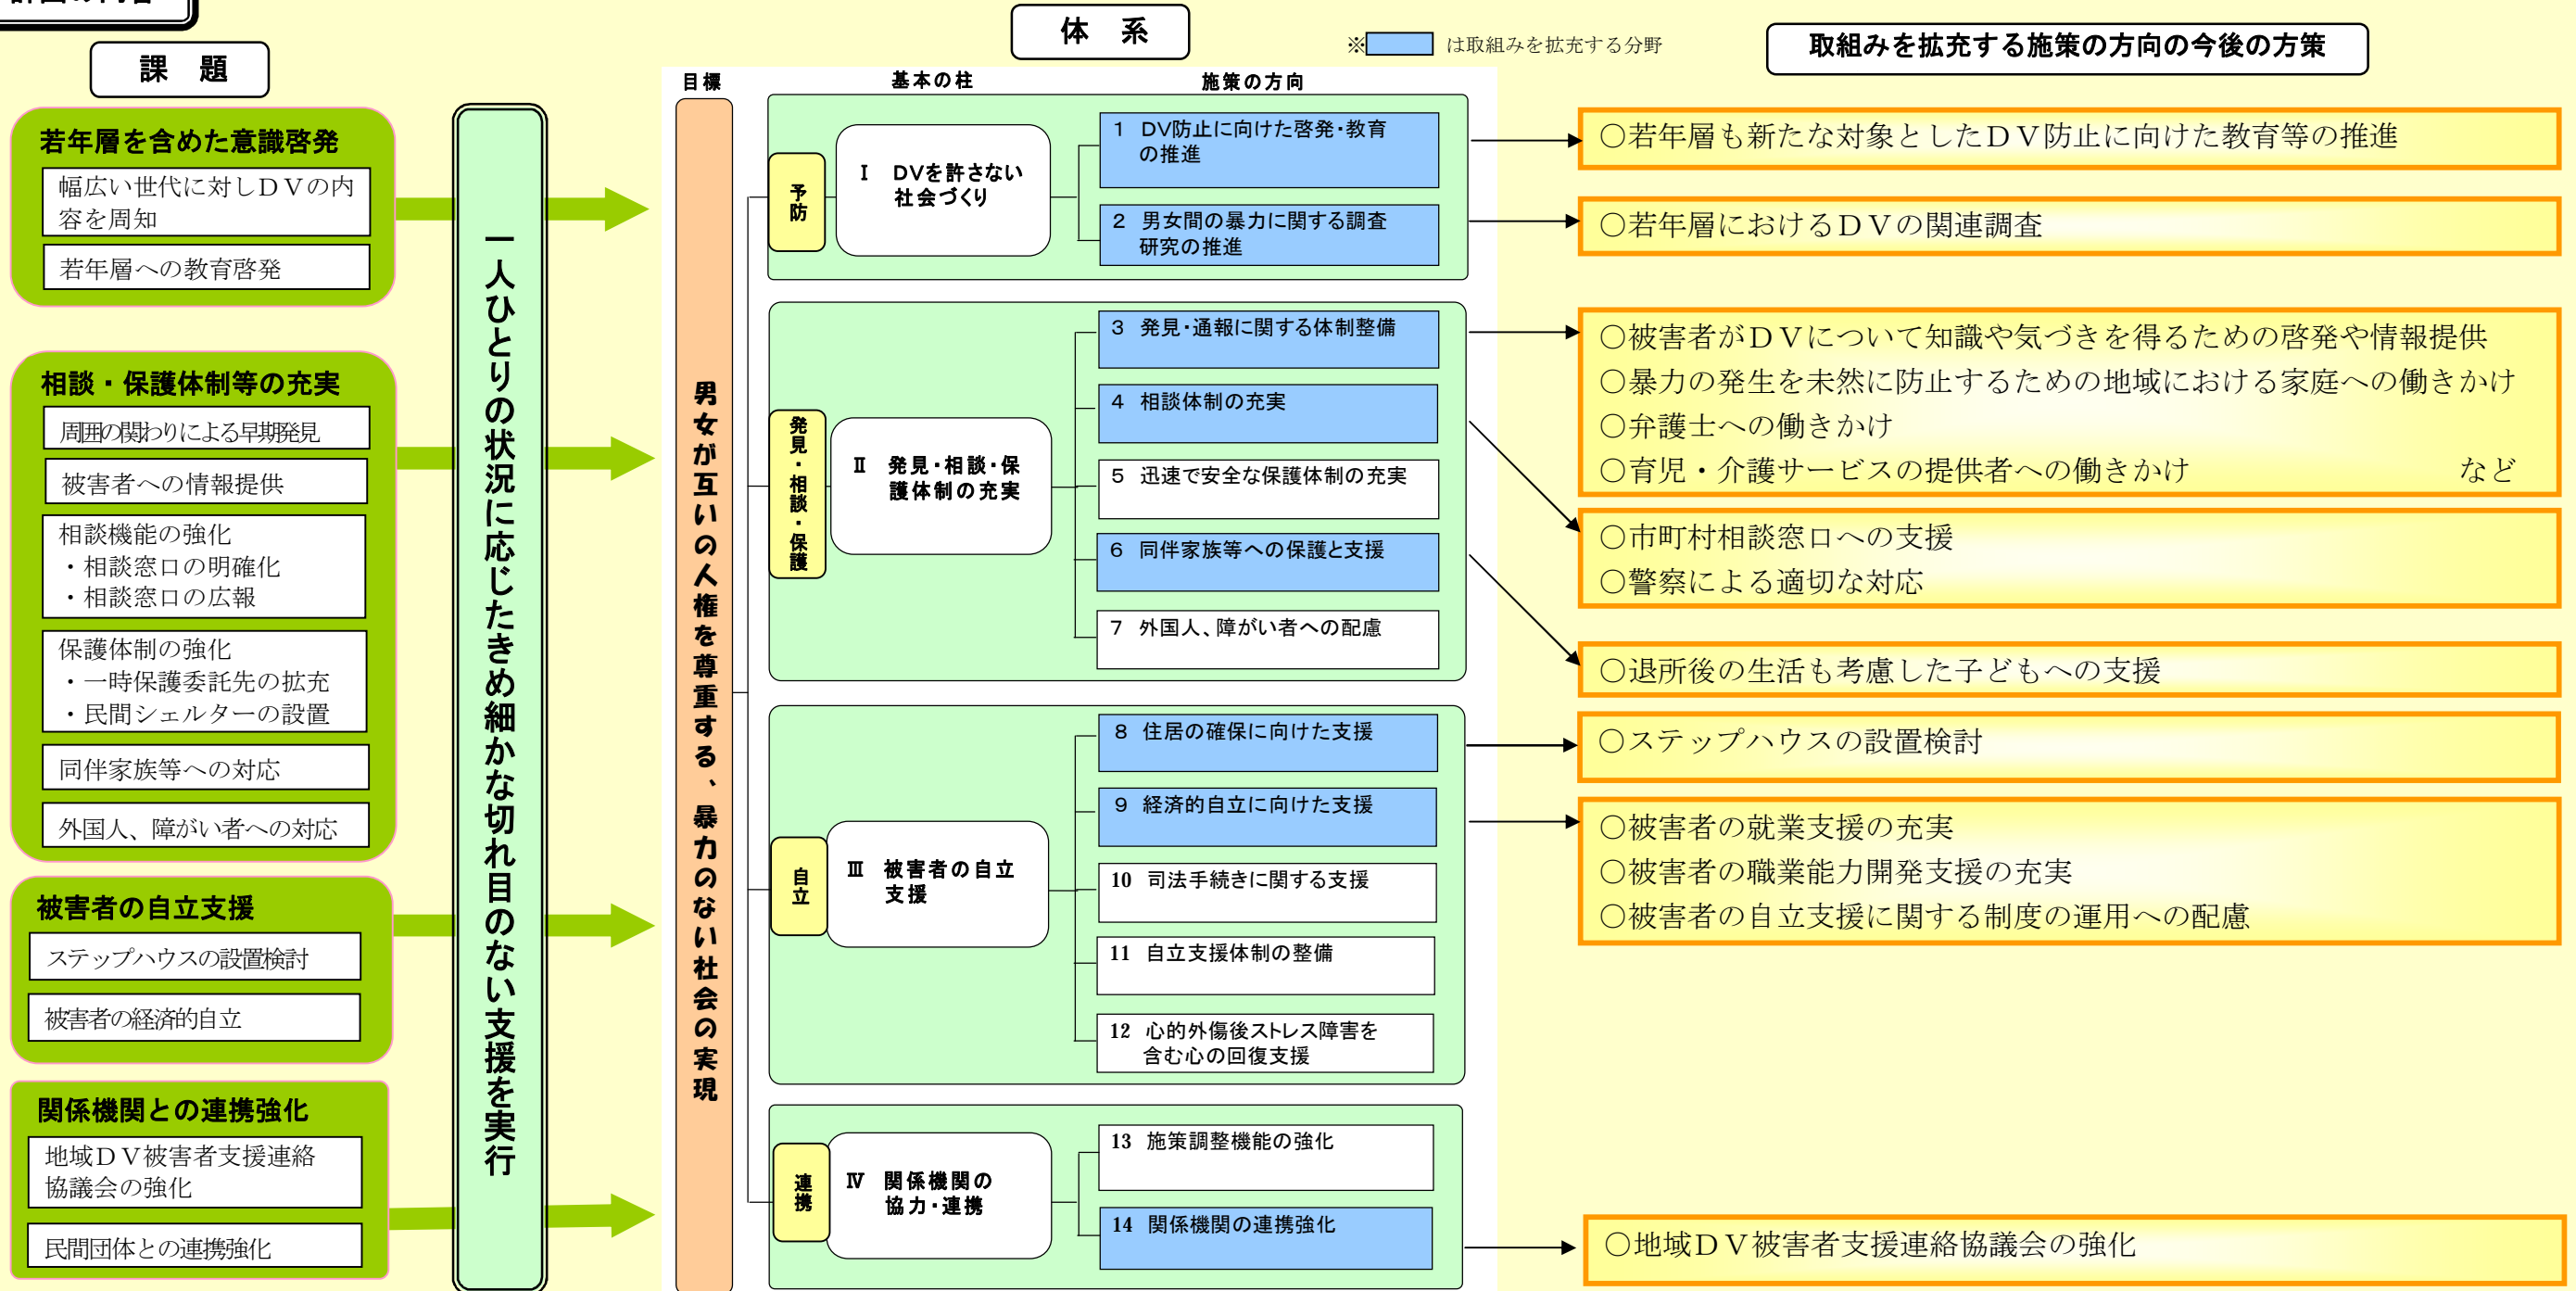 計画の内容
体　系
※　は取組みを拡充する分野
取組みを拡充する施策の方向の今後の方策
課　題
若年層を含めた意識啓発
幅広い世代に対しＤＶの内
容を周知
若年層への教育啓発
相談・保護体制等の充実
周囲の関わりによる早期発見
被害者への情報提供
相談機能の強化
・相談窓口の明確化
・相談窓口の広報
保護体制の強化
・一時保護委託先の拡充
・民間シェルターの設置
同伴家族等への対応
外国人、障がい者への対応
被害者の自立支援
ステップハウスの設置検討
被害者の経済的自立
関係機関との連携強化
地域ＤＶ被害者支援連絡
協議会の強化
民間団体との連携強化
一人ひとりの状況に応じたきめ細かな切れ目のない支援を実行
目標
基本の柱
施策の方向
男女が互いの人権を尊重する、暴力のない社会の実現
予防
Ⅰ　DVを許さない
社会づくり
1　DV防止に向けた啓発・教育
の推進
2　男女間の暴力に関する調査
研究の推進
発見・相談・保護
Ⅱ　発見・相談・保
護体制の充実
3　発見・通報に関する体制整備
4　相談体制の充実
5　迅速で安全な保護体制の充実
6　同伴家族等への保護と支援
7　外国人、障がい者への配慮
自立
Ⅲ　被害者の自立
支援
8　住居の確保に向けた支援
9　経済的自立に向けた支援
10　司法手続きに関する支援
11　自立支援体制の整備
12　心的外傷後ストレス障害を
含む心の回復支援
連携
Ⅳ　関係機関の
協力・連携
13　施策調整機能の強化
14　関係機関の連携強化
○若年層も新たな対象としたＤＶ防止に向けた教育等の推進
○若年層におけるＤＶの関連調査
○被害者がＤＶについて知識や気づきを得るための啓発や情報提供
○暴力の発生を未然に防止するための地域における家庭への働きかけ
○弁護士への働きかけ
○育児・介護サービスの提供者への働きかけ　など
○市町村相談窓口への支援
○警察による適切な対応
○退所後の生活も考慮した子どもへの支援
○ステップハウスの設置検討
○被害者の就業支援の充実
○被害者の職業能力開発支援の充実
○被害者の自立支援に関する制度の運用への配慮
○地域ＤＶ被害者支援連絡協議会の強化